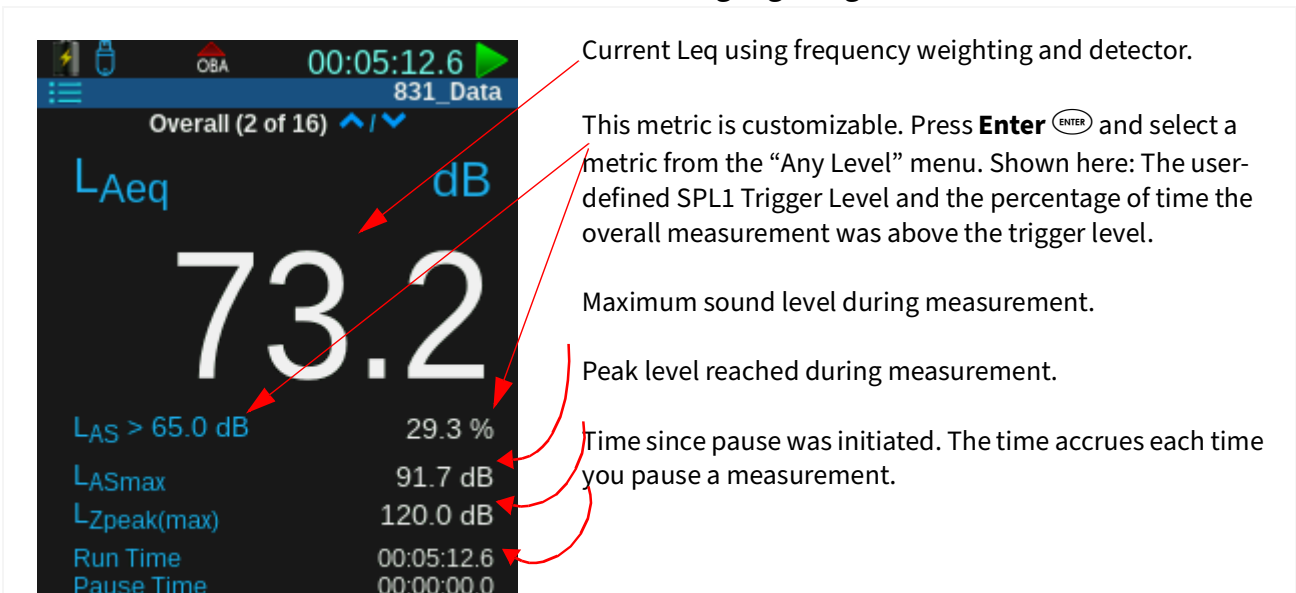 OBA 00:05:12.6
831_Data
Overall (2 of 16) /
LAeq dB
73.2
LAS > 65.0 dB 29.3 %
LASmax 91.7 dB
LZpeak(max) 120.0 dB
Run Time 00:05:12.6
Pause Time 00:00:00.0
Current Leq using frequency weighting and detector.
This metric is customizable. Press Enter ENTER and select a
metric from the “Any Level” menu. Shown here: The user-
defined SPL1 Trigger Level and the percentage of time the
overall measurement was above the trigger level.
Maximum sound level during measurement.
Peak level reached during measurement.
Time since pause was initiated. The time accrues each time
you pause a measurement.